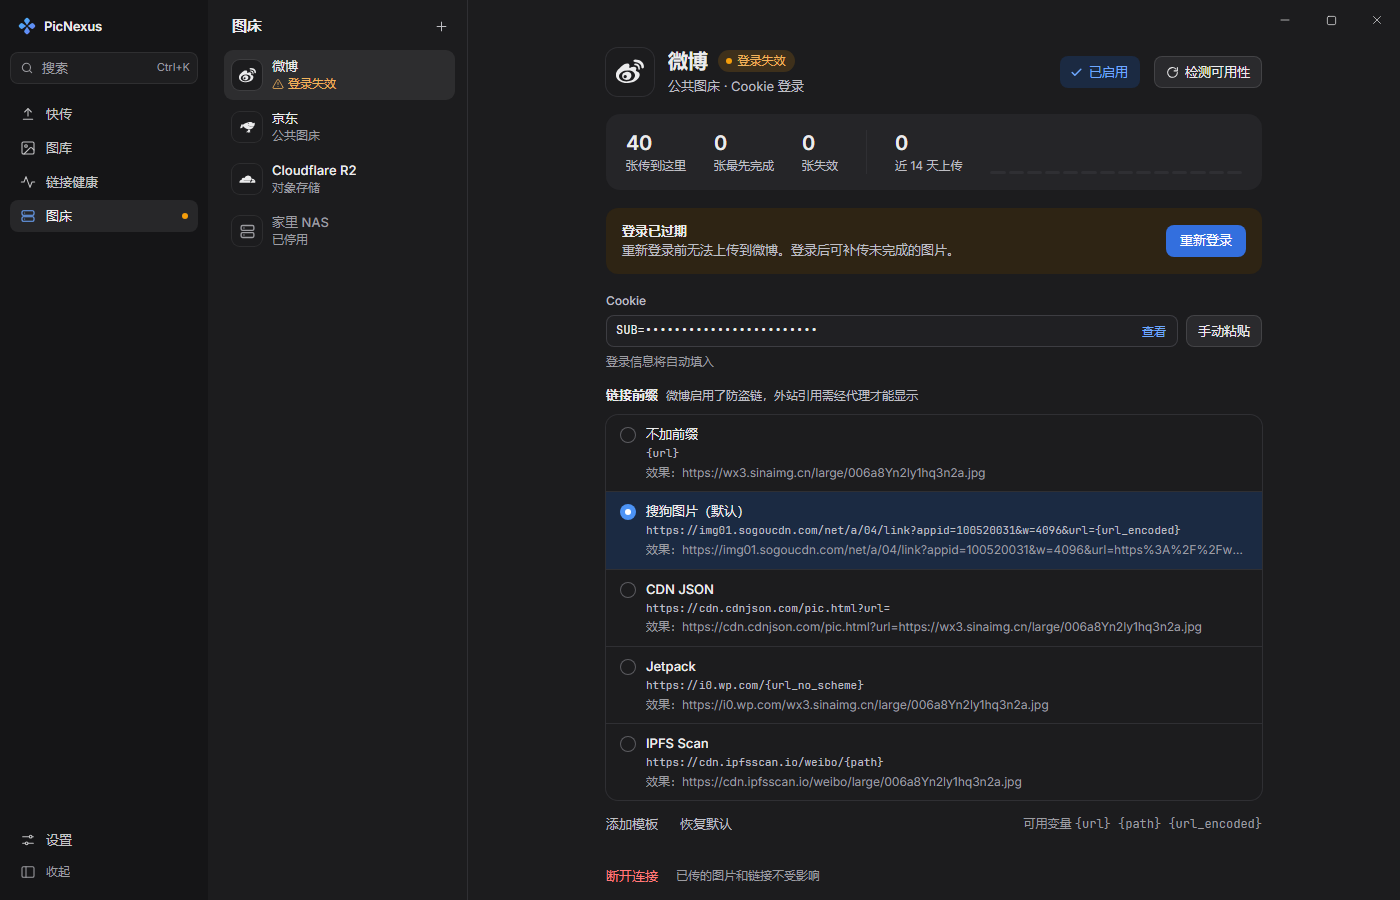 PicNexus
搜索 Ctrl+K
快传
图库
链接健康
图床
设置
收起
图床
微博
登录失效
京东
公共图床
Cloudflare R2
对象存储
家里 NAS
已停用
微博 登录失效
公共图床 · Cookie 登录
已启用
检测可用性
40 0 0 0
张传到这里 张最先完成 张失效 近 14 天上传
登录已过期
重新登录前无法上传到微博。登录后可补传未完成的图片。
重新登录
Cookie
SUB=•••••••••••••••••••••••• 查看 手动粘贴
登录信息将自动填入
链接前缀 微博启用了防盗链，外站引用需经代理才能显示
不加前缀
{url}
效果：https://wx3.sinaimg.cn/large/006a8Yn2ly1hq3n2a.jpg
搜狗图片（默认）
https://img01.sogoucdn.com/net/a/04/link?appid=100520031&w=4096&url={url_encoded}
效果：https://img01.sogoucdn.com/net/a/04/link?appid=100520031&w=4096&url=https%3A%2F%2Fw...
CDN JSON
https://cdn.cdnjson.com/pic.html?url=
效果：https://cdn.cdnjson.com/pic.html?url=https://wx3.sinaimg.cn/large/006a8Yn2ly1hq3n2a.jpg
Jetpack
https://i0.wp.com/{url_no_scheme}
效果：https://i0.wp.com/wx3.sinaimg.cn/large/006a8Yn2ly1hq3n2a.jpg
IPFS Scan
https://cdn.ipfsscan.io/weibo/{path}
效果：https://cdn.ipfsscan.io/weibo/large/006a8Yn2ly1hq3n2a.jpg
添加模板 恢复默认 可用变量 {url} {path} {url_encoded}
断开连接 已传的图片和链接不受影响